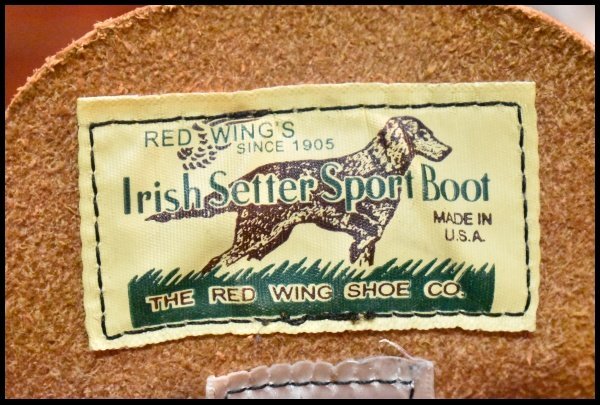 RED WING'S
SINCE 1905
Irish Setter Sport Boot
MADE IN
U.S.A.
THE RED WING SHOE CO.